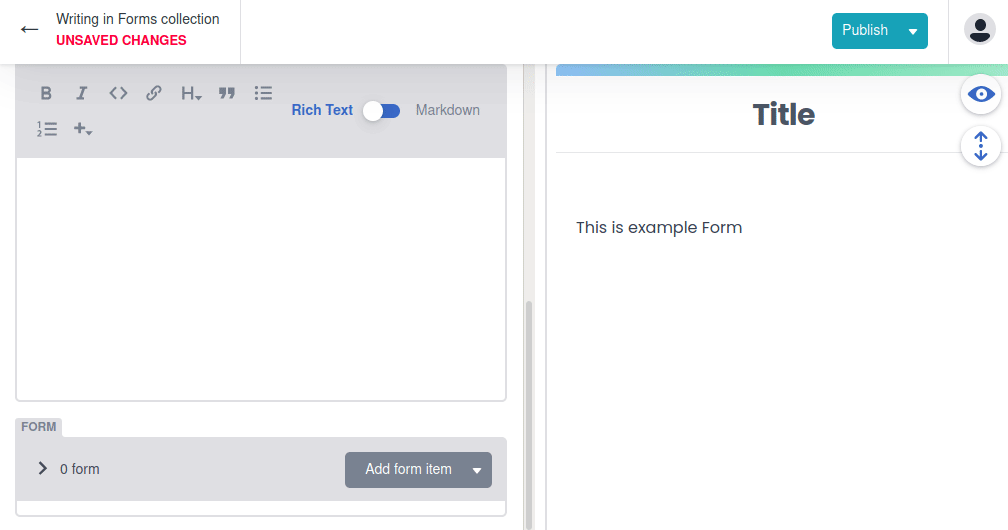 Writing in Forms collection
UNSAVED CHANGES
Publish
Rich Text
Markdown
Title
This is example Form
FORM
0 form
Add form item